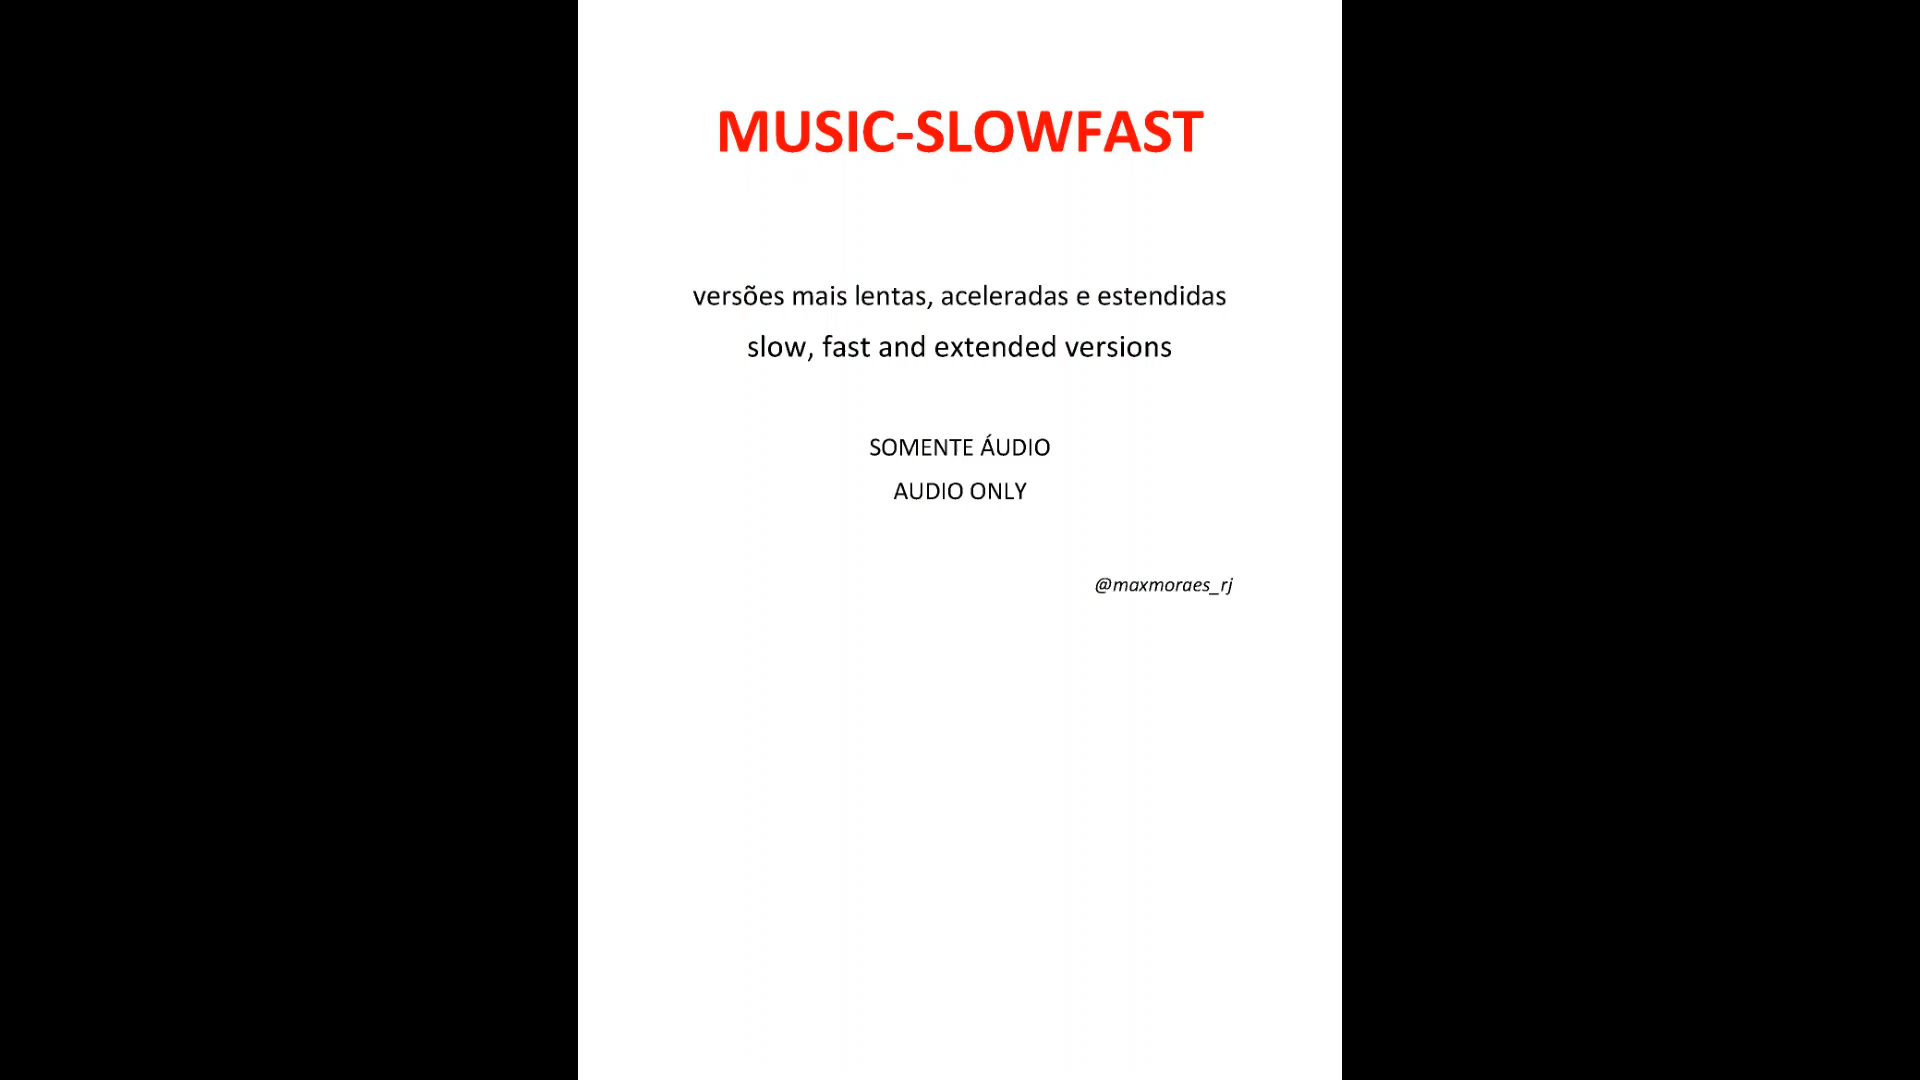 MUSIC-SLOWFAST
versões mais lentas, aceleradas e estendidas
slow, fast and extended versions
SOMENTE ÁUDIO
AUDIO ONLY
@maxmoraes_rj